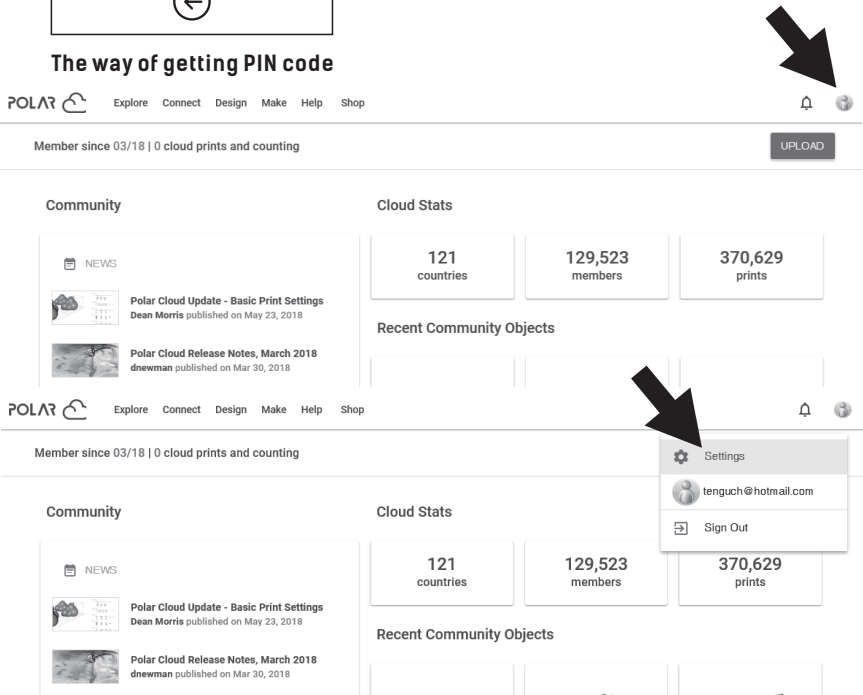 The way of getting PIN code
POLAR Explore Connect Design Make Help Shop
Member since 03/18 | 0 cloud prints and counting UPLOAD
Community Cloud Stats
NEWS
121 129,523 370,629
countries members prints
Polar Cloud Update - Basic Print Settings
Dean Morris published on May 23, 2018
Recent Community Objects
Polar Cloud Release Notes, March 2018
dnewman published on Mar 30, 2018
POLAR Explore Connect Design Make Help Shop
Member since 03/18 | 0 cloud prints and counting
Settings
tenguch@hotmail.com
Sign Out
Community Cloud Stats
NEWS
121 129,523 370,629
countries members prints
Polar Cloud Update - Basic Print Settings
Dean Morris published on May 23, 2018
Recent Community Objects
Polar Cloud Release Notes, March 2018
dnewman published on Mar 30, 2018